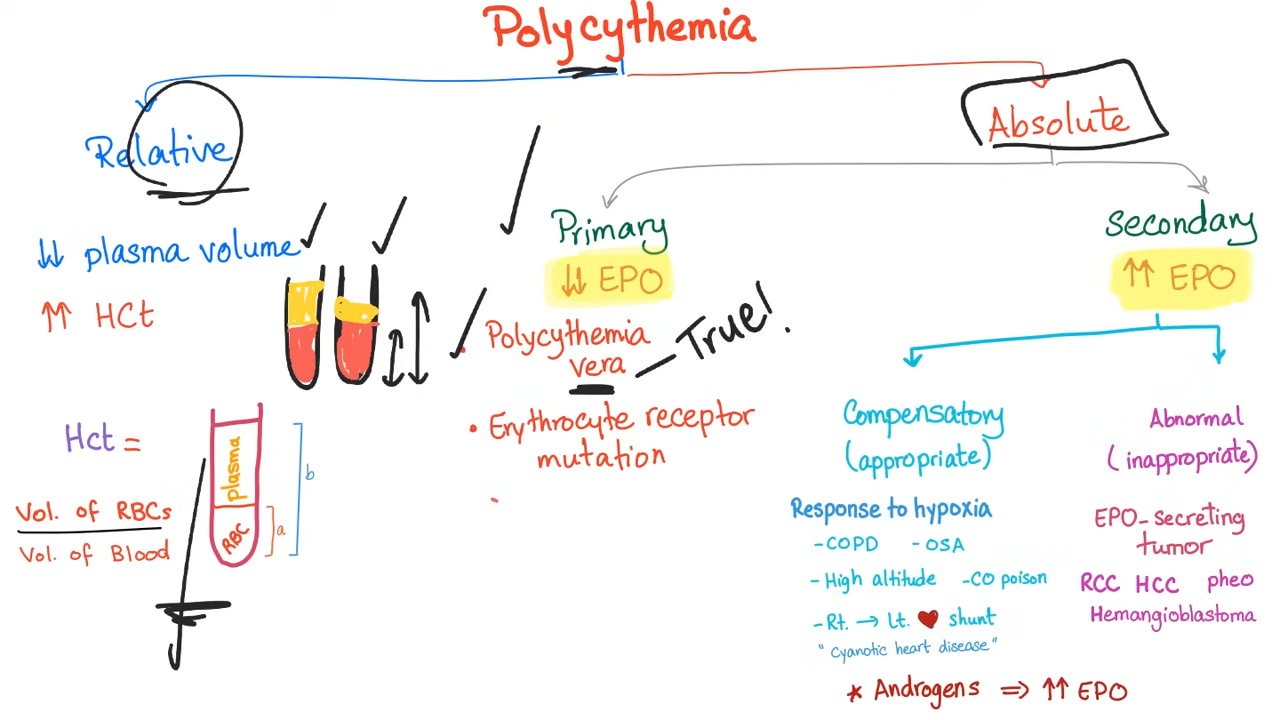 Polycythemia
Relative
↓↓ plasma volume
↑↑ HCt
Hct =
Vol. of RBCs
Vol. of Blood
plasma
RBC
a
b
Absolute
Primary
↓↓ EPO
Polycythemia
vera
True!
• Erythrocyte receptor
mutation
Secondary
↑↑ EPO
Compensatory
(appropriate)
Response to hypoxia
-COPD -OSA
-High altitude -CO poison
-Rt. → Lt. ❤ shunt
"Cyanotic heart disease"
Abnormal
(inappropriate)
EPO-secreting
tumor
RCC HCC pheo
Hemangioblastoma
* Androgens ⇒ ↑↑ EPO